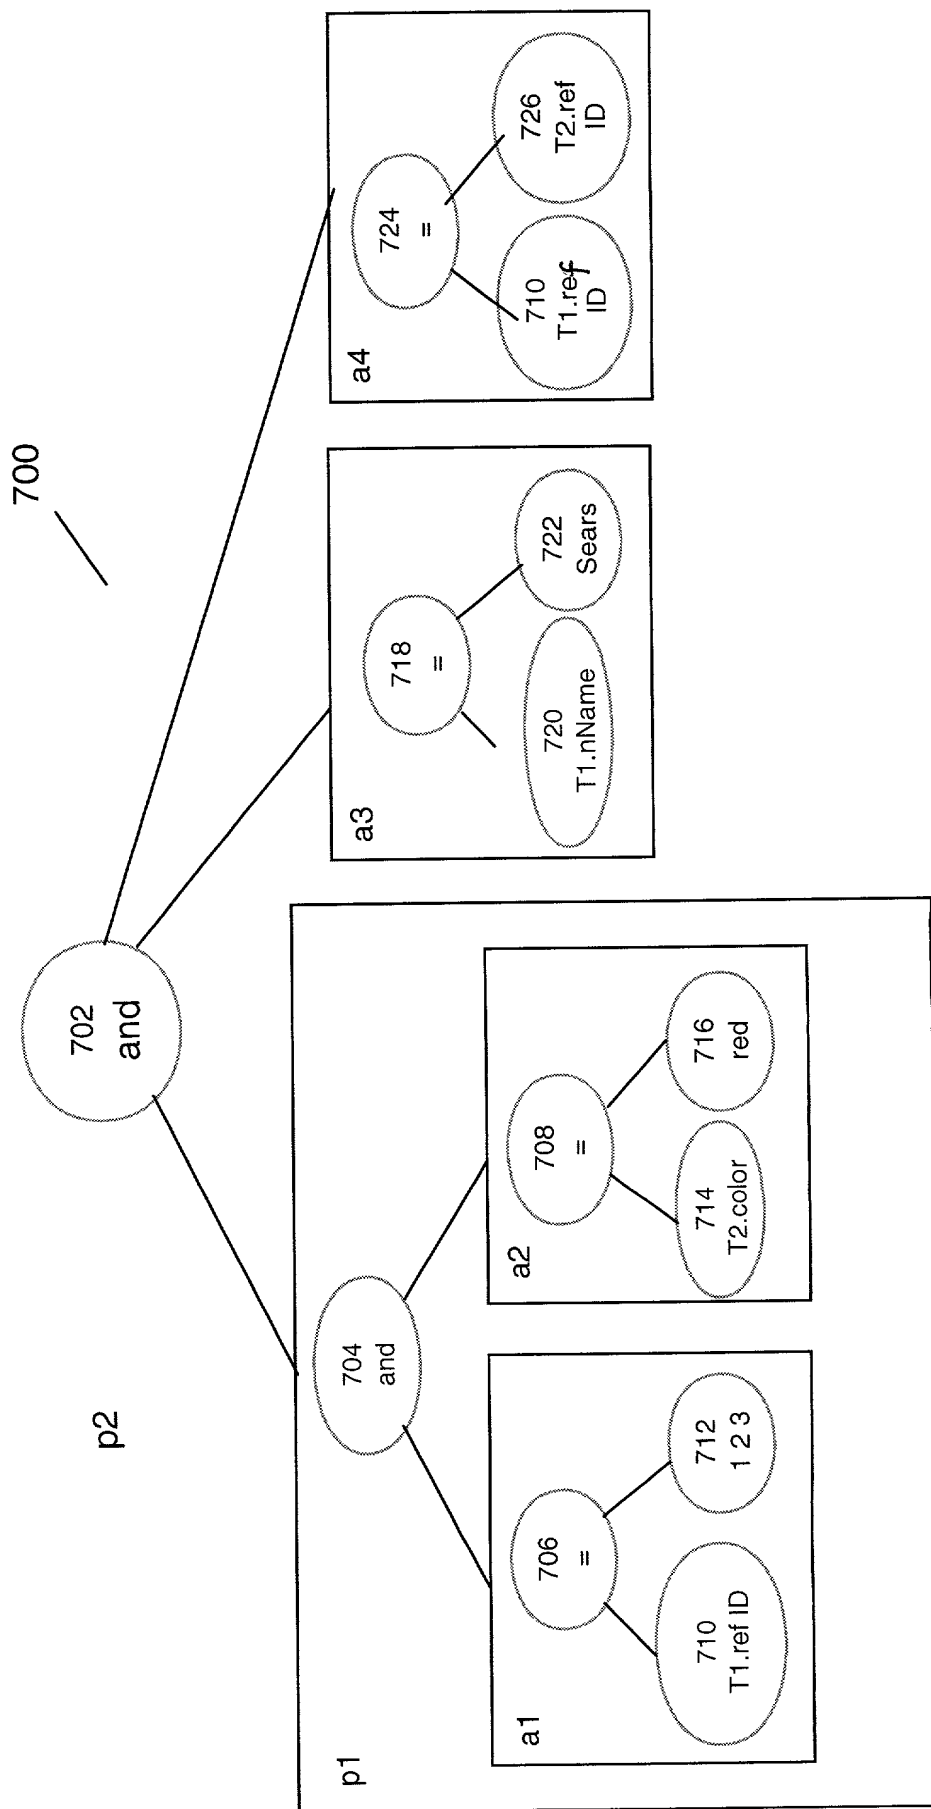 700
702
and
p2
p1
704
and
a1
706
=
710
T1.ref ID
712
1 2 3
a2
708
=
714
T2.color
716
red
a3
718
=
720
T1.nName
722
Sears
a4
724
=
710
T1.ref
ID
726
T2.ref
ID